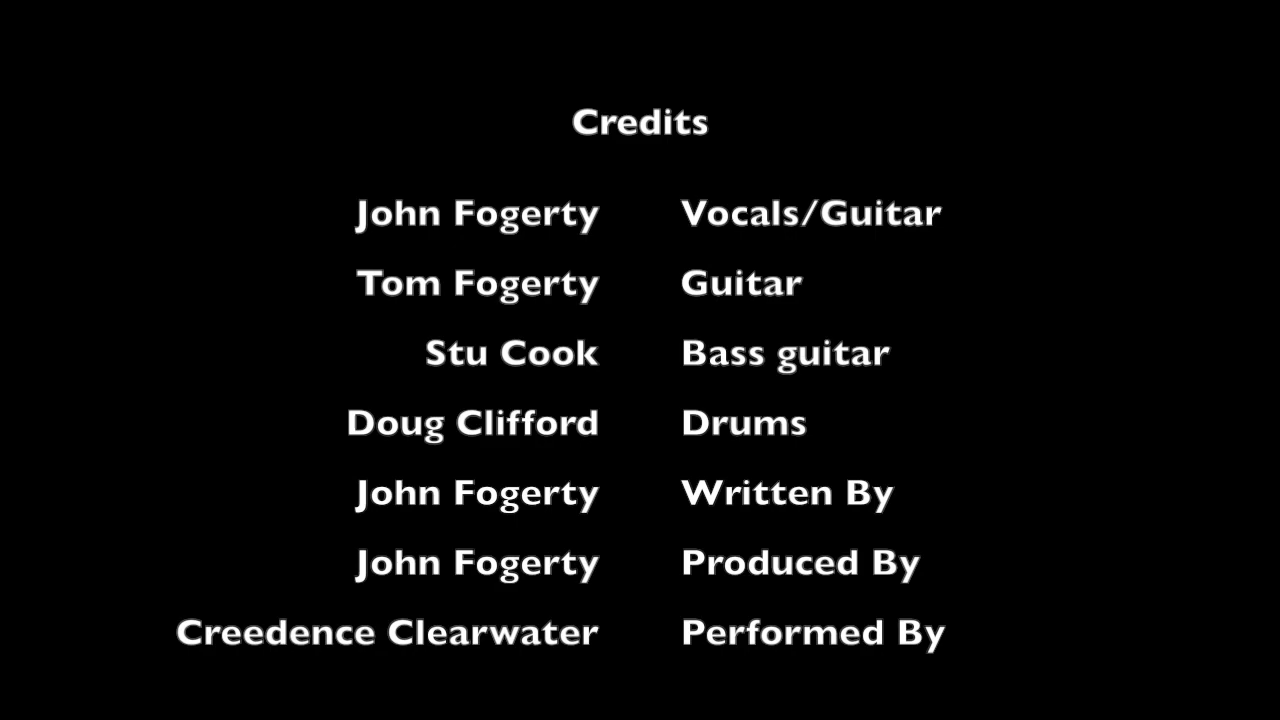 Credits
John Fogerty Vocals/Guitar
Tom Fogerty Guitar
Stu Cook Bass guitar
Doug Clifford Drums
John Fogerty Written By
John Fogerty Produced By
Creedence Clearwater Performed By